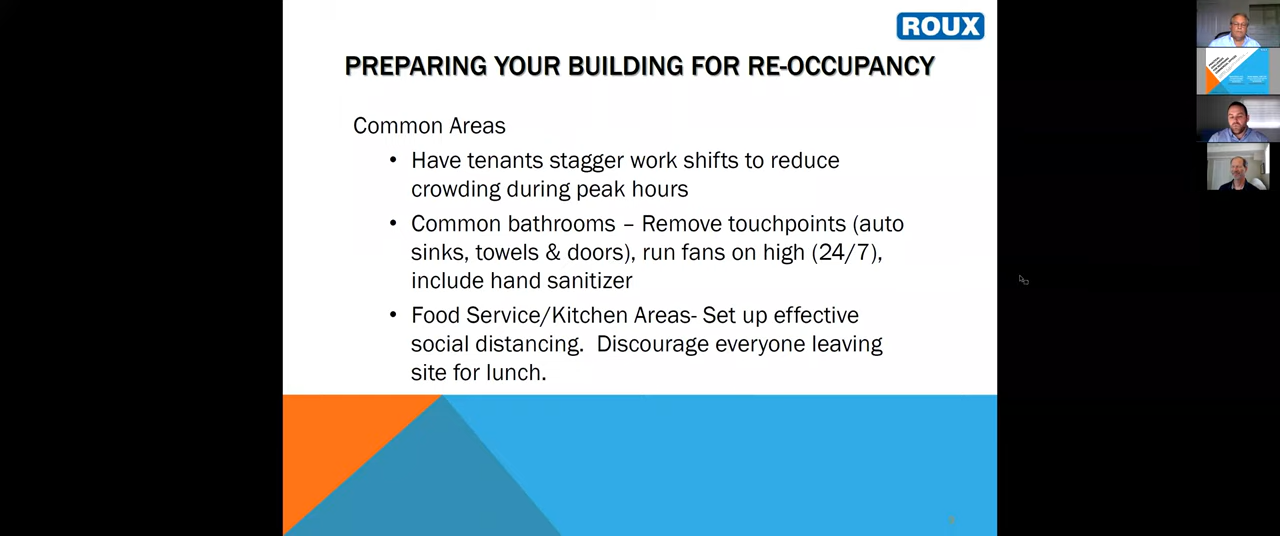 ROUX
PREPARING YOUR BUILDING FOR RE-OCCUPANCY
Common Areas
• Have tenants stagger work shifts to reduce
crowding during peak hours
• Common bathrooms – Remove touchpoints (auto
sinks, towels & doors), run fans on high (24/7),
include hand sanitizer
• Food Service/Kitchen Areas- Set up effective
social distancing.  Discourage everyone leaving
site for lunch.